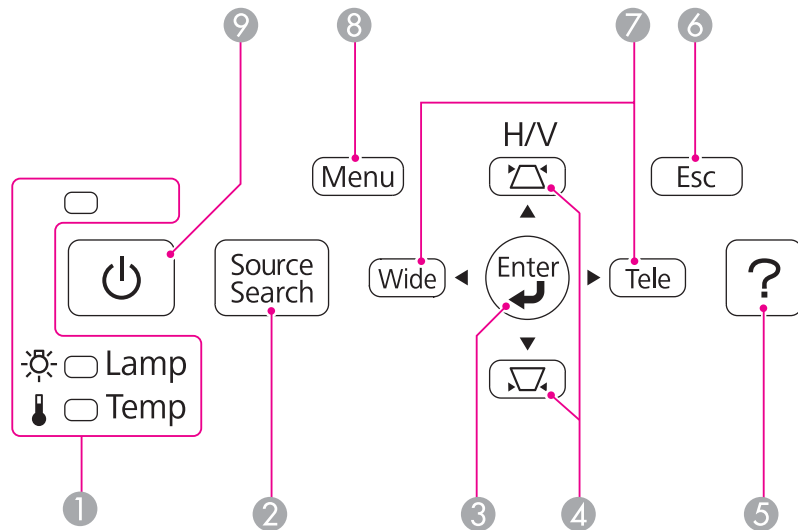 9
8
7
6
H/V
Menu
Esc
Source
Search
Wide
Enter
Tele
?
Lamp
Temp
1
2
3
4
5